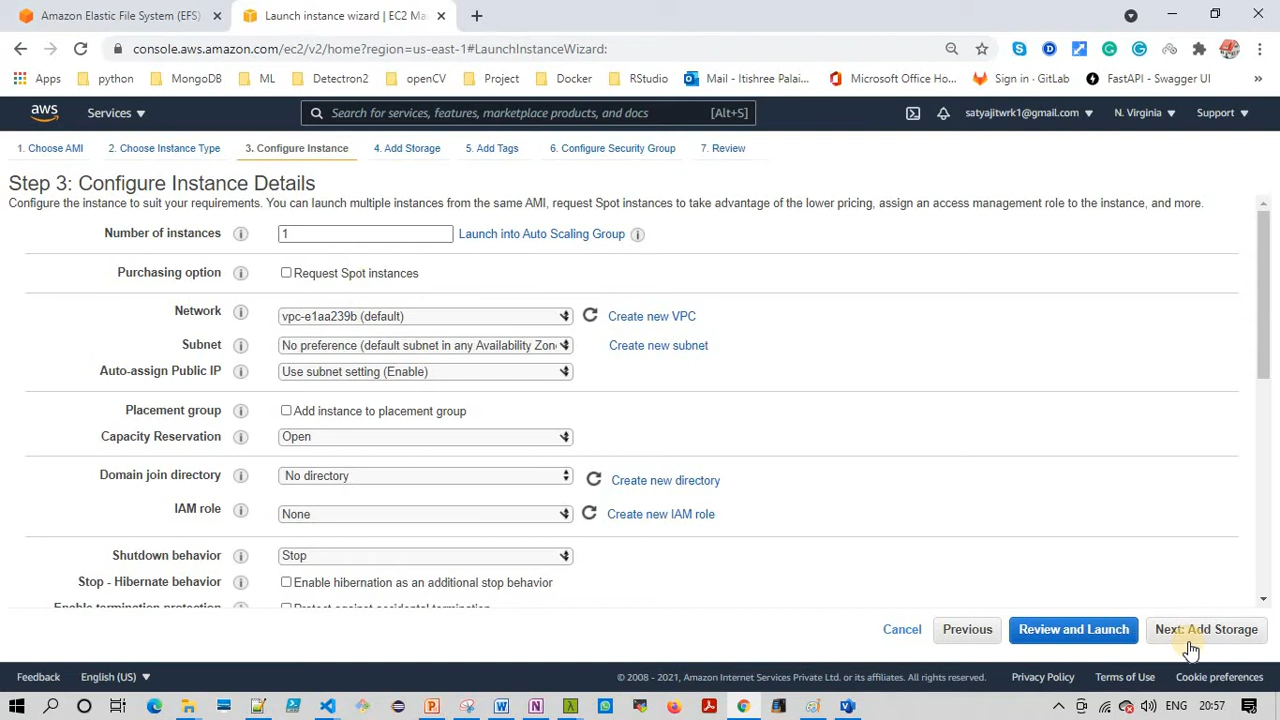 Amazon Elastic File System (EFS)
Launch instance wizard | EC2 Ma
console.aws.amazon.com/ec2/v2/home?region=us-east-1#LaunchInstanceWizard:
Apps python MongoDB ML Detectron2 openCV Project Docker RStudio Mail - Itishree Palai... Microsoft Office Ho... Sign in · GitLab FastAPI - Swagger UI »
aws Services Search for services, features, marketplace products, and docs [Alt+S] satyajitwrk1@gmail.com N. Virginia Support
1. Choose AMI 2. Choose Instance Type 3. Configure Instance 4. Add Storage 5. Add Tags 6. Configure Security Group 7. Review
Step 3: Configure Instance Details
Configure the instance to suit your requirements. You can launch multiple instances from the same AMI, request Spot instances to take advantage of the lower pricing, assign an access management role to the instance, and more.
Number of instances 1 Launch into Auto Scaling Group
Purchasing option Request Spot instances
Network vpc-e1aa239b (default) Create new VPC
Subnet No preference (default subnet in any Availability Zon Create new subnet
Auto-assign Public IP Use subnet setting (Enable)
Placement group Add instance to placement group
Capacity Reservation Open
Domain join directory No directory Create new directory
IAM role None Create new IAM role
Shutdown behavior Stop
Stop - Hibernate behavior Enable hibernation as an additional stop behavior
Enable termination protection Protect against accidental termination
Cancel Previous Review and Launch Next: Add Storage
Feedback English (US) © 2008 - 2021, Amazon Internet Services Private Ltd. or its affiliates. All rights reserved. Privacy Policy Terms of Use Cookie preferences
ENG 20:57